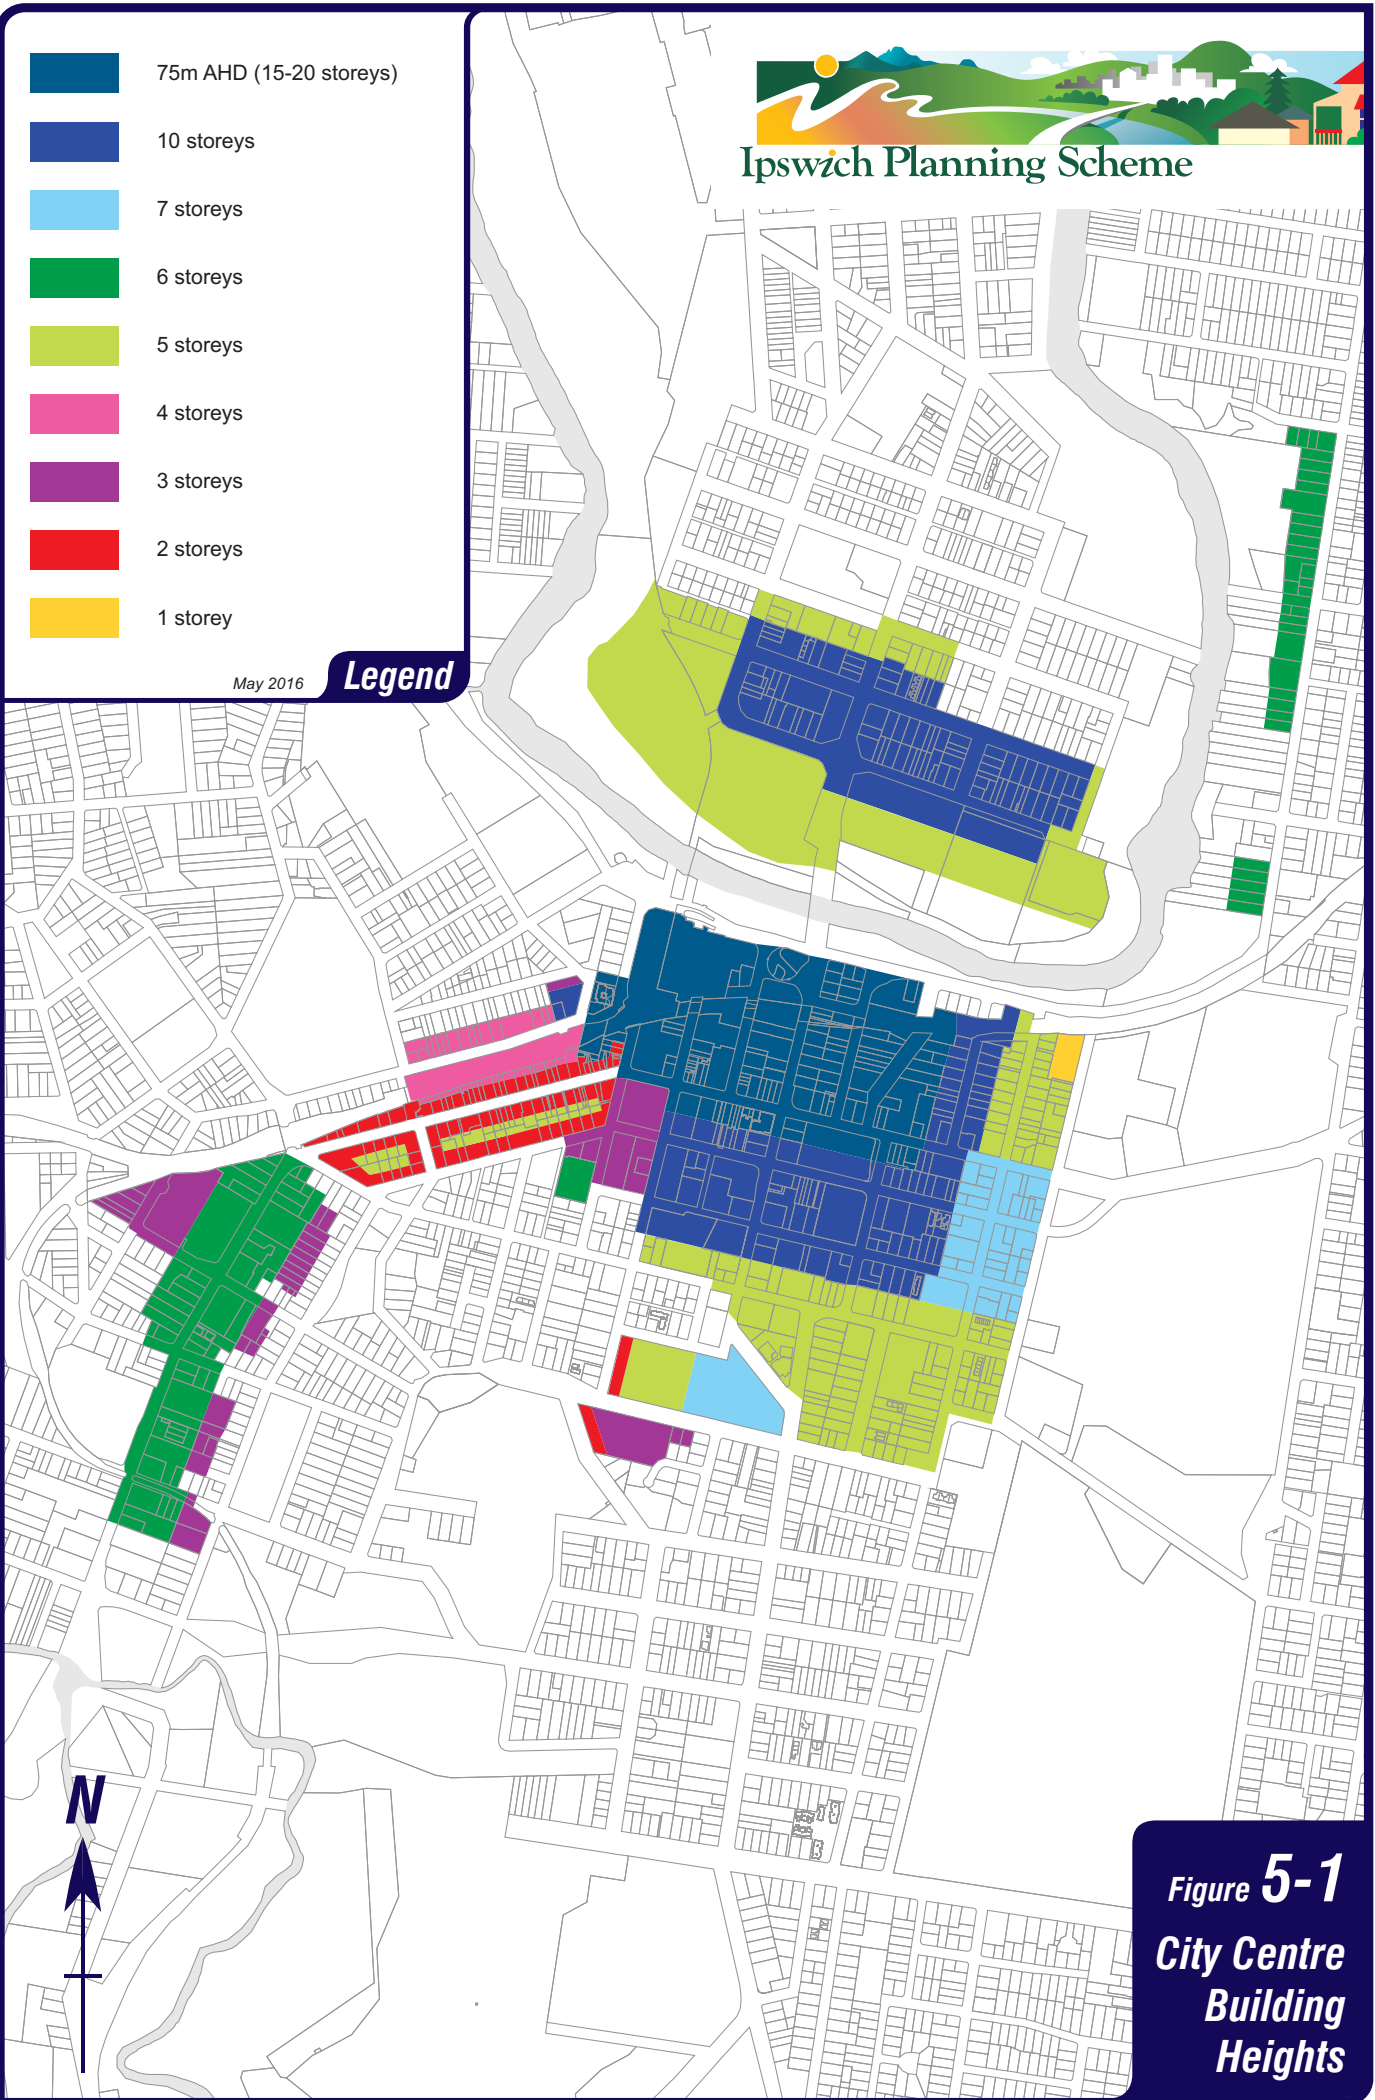 75m AHD (15-20 storeys)
10 storeys
7 storeys
6 storeys
5 storeys
4 storeys
3 storeys
2 storeys
1 storey
May 2016
Legend
Ipswich Planning Scheme
N
Figure 5-1
City Centre
Building
Heights